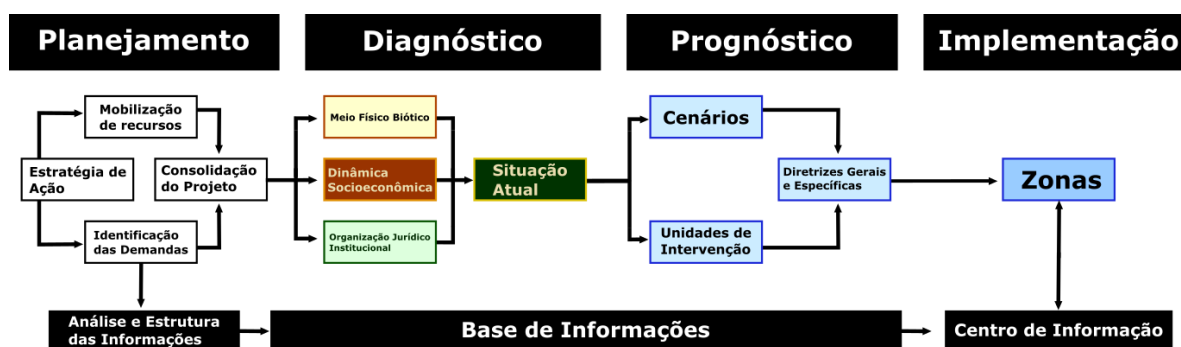 Planejamento
Diagnóstico
Prognóstico
Implementação
Mobilização
de recursos
Estratégia de
Ação
Consolidação
do Projeto
Identificação
das Demandas
Meio Físico Biótico
Dinâmica
Socioeconômica
Organização Jurídico
Institucional
Situação
Atual
Cenários
Unidades de
Intervenção
Diretrizes Gerais
e Específicas
Zonas
Análise e Estrutura
das Informações
Base de Informações
Centro de Informação